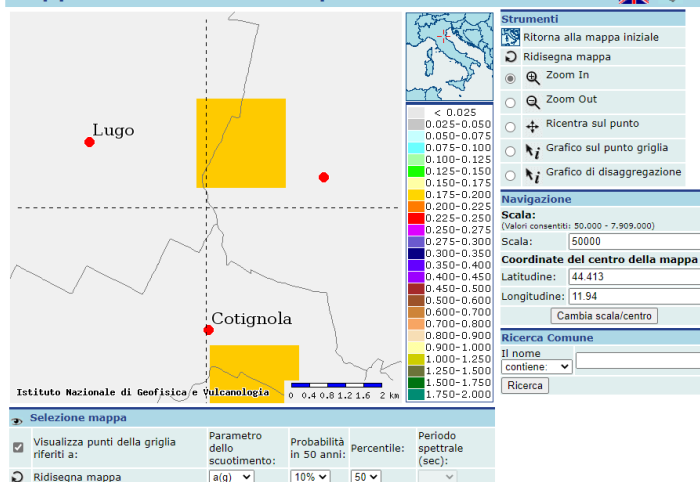 Lugo
Cotignola
Istituto Nazionale di Geofisica e Vulcanologia
0 0.4 0.8 1.2 1.6 2 km
< 0.025
0.025-0.050
0.050-0.075
0.075-0.100
0.100-0.125
0.125-0.150
0.150-0.175
0.175-0.200
0.200-0.225
0.225-0.250
0.250-0.275
0.275-0.300
0.300-0.350
0.350-0.400
0.400-0.450
0.450-0.500
0.500-0.600
0.600-0.700
0.700-0.800
0.800-0.900
0.900-1.000
1.000-1.250
1.250-1.500
1.500-1.750
1.750-2.000
Strumenti
Ritorna alla mappa iniziale
Ridisegna mappa
Zoom In
Zoom Out
Ricentra sul punto
Grafico sul punto griglia
Grafico di disaggregazione
Navigazione
Scala:
(Valori consentiti: 50.000 - 7.909.000)
Scala: 50000
Coordinate del centro della mappa
Latitudine: 44.413
Longitudine: 11.94
Cambia scala/centro
Ricerca Comune
Il nome
contiene:
Ricerca
Selezione mappa
Visualizza punti della griglia
riferiti a:
Parametro
dello
scuotimento:
Probabilità
in 50 anni:
Percentile:
Periodo
spettrale
(sec):
Ridisegna mappa
a(g)
10%
50